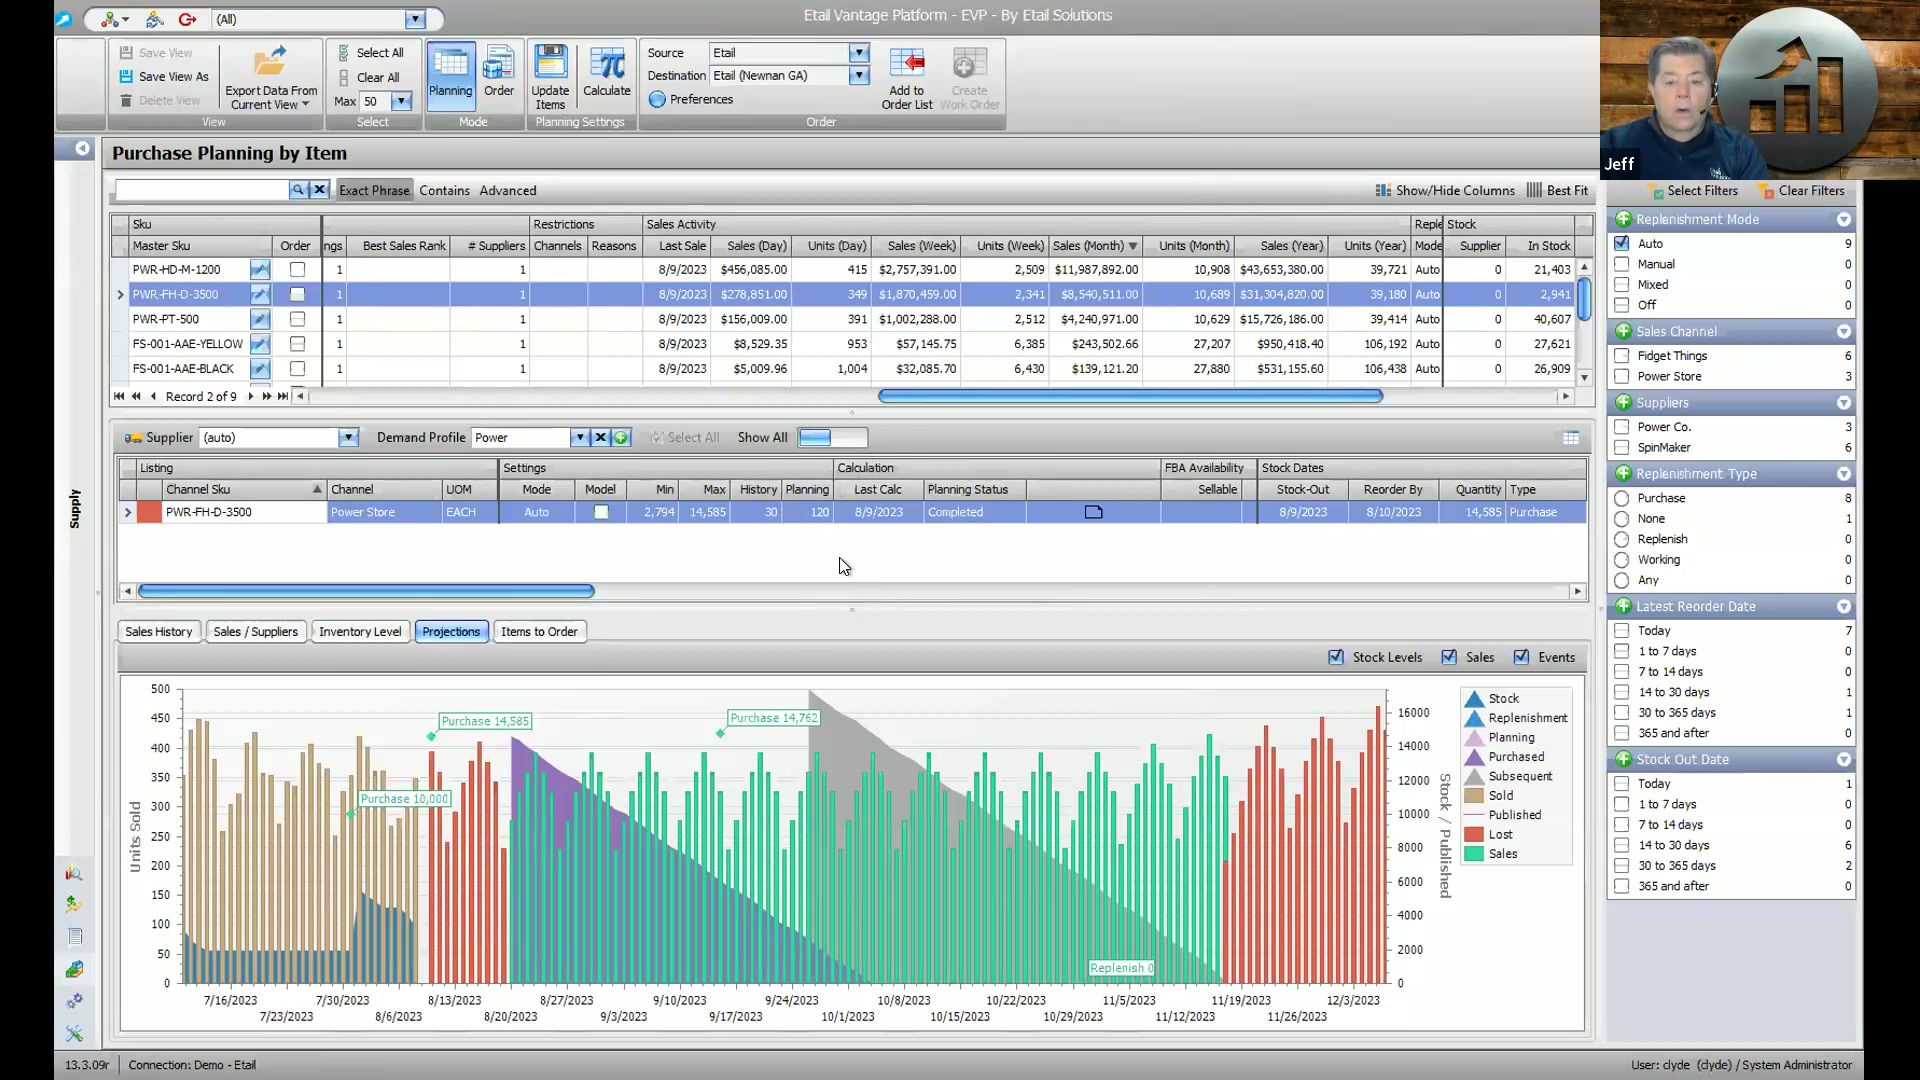 (All)
Etail Vantage Platform - EVP - By Etail Solutions
Save View
Save View As
Delete View
Export Data From
Current View
View
Select All
Clear All
Max 50
Select
Planning
Order
Mode
Update
Items
Calculate
Planning Settings
Source Etail
Destination Etail (Newnan GA)
Preferences
Add to
Order List
Create
Work Order
Order
Jeff
Purchase Planning by Item
Exact Phrase Contains Advanced
Show/Hide Columns Best Fit
Sku Restrictions Sales Activity Reple Stock
Master Sku Order ngs Best Sales Rank # Suppliers Channels Reasons Last Sale Sales (Day) Units (Day) Sales (Week) Units (Week) Sales (Month) Units (Month) Sales (Year) Units (Year) Mode Supplier In Stock
PWR-HD-M-1200 1 1 8/9/2023 $456,085.00 415 $2,757,391.00 2,509 $11,987,892.00 10,908 $43,653,380.00 39,721 Auto 0 21,403
PWR-FH-D-3500 1 1 8/9/2023 $278,851.00 349 $1,870,459.00 2,341 $8,540,511.00 10,689 $31,304,820.00 39,180 Auto 0 2,941
PWR-PT-500 1 1 8/9/2023 $156,009.00 391 $1,002,288.00 2,512 $4,240,971.00 10,629 $15,726,186.00 39,414 Auto 0 40,607
FS-001-AAE-YELLOW 1 1 8/9/2023 $8,529.35 953 $57,145.75 6,385 $243,502.66 27,207 $950,418.40 106,192 Auto 0 27,621
FS-001-AAE-BLACK 1 1 8/9/2023 $5,009.96 1,004 $32,085.70 6,430 $139,121.20 27,880 $531,155.60 106,438 Auto 0 26,909
Record 2 of 9
Supplier (auto) Demand Profile Power Select All Show All
Listing Settings Calculation FBA Availability Stock Dates
Channel Sku Channel UOM Mode Model Min Max History Planning Last Calc Planning Status Sellable Stock-Out Reorder By Quantity Type
PWR-FH-D-3500 Power Store EACH Auto 2,794 14,585 30 120 8/9/2023 Completed 8/9/2023 8/10/2023 14,585 Purchase
Supply
Sales History Sales / Suppliers Inventory Level Projections Items to Order
Stock Levels Sales Events
Units Sold
500
450
400
350
300
250
200
150
100
50
0
Purchase 10,000
Purchase 14,585
Purchase 14,762
Replenish 0
16000
14000
12000
10000
8000
6000
4000
2000
0
Stock / Published
7/16/2023 7/30/2023 8/13/2023 8/27/2023 9/10/2023 9/24/2023 10/8/2023 10/22/2023 11/5/2023 11/19/2023 12/3/2023
7/23/2023 8/6/2023 8/20/2023 9/3/2023 9/17/2023 10/1/2023 10/15/2023 10/29/2023 11/12/2023 11/26/2023
Stock
Replenishment
Planning
Purchased
Subsequent
Sold
Published
Lost
Sales
Select Filters Clear Filters
Replenishment Mode
Auto 9
Manual 0
Mixed 0
Off 0
Sales Channel
Fidget Things 6
Power Store 3
Suppliers
Power Co. 3
SpinMaker 6
Replenishment Type
Purchase 8
None 1
Replenish 0
Working 0
Any 0
Latest Reorder Date
Today 7
1 to 7 days 0
7 to 14 days 0
14 to 30 days 1
30 to 365 days 1
365 and after 0
Stock Out Date
Today 1
1 to 7 days 0
7 to 14 days 0
14 to 30 days 6
30 to 365 days 2
365 and after 0
13.3.09r Connection: Demo - Etail
User: clyde (clyde) / System Administrator